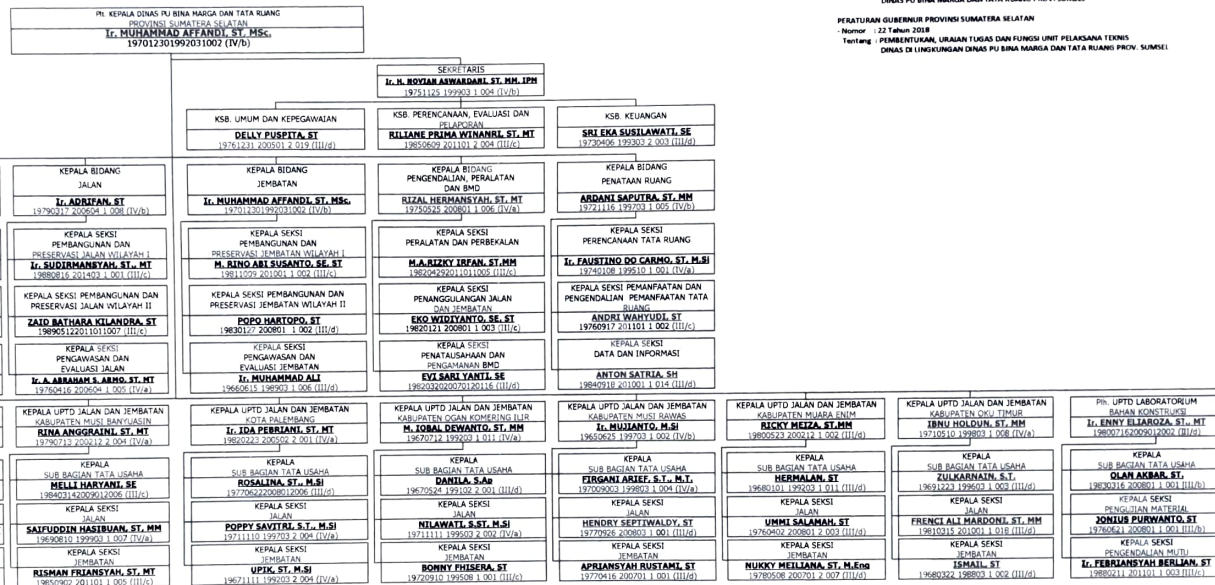 DINAS PU BINA MARGA DAN TATA RUANG PROV. SUMSEL
PERATURAN GUBERNUR PROVINSI SUMATERA SELATAN
- Nomor : 22 Tahun 2018
Tentang : PEMBENTUKAN, URAIAN TUGAS DAN FUNGSI UNIT PELAKSANA TEKNIS
DINAS DI LINGKUNGAN DINAS PU BINA MARGA DAN TATA RUANG PROV. SUMSEL
Plt. KEPALA DINAS PU BINA MARGA DAN TATA RUANG
PROVINSI SUMATERA SELATAN
Ir. MUHAMMAD AFFANDI, ST, MSc.
197012301992031002 (IV/b)
SEKRETARIS
Ir. H. NOVIAN ASWARDANI, ST, MM, IPM
19751125 199903 1 004 (IV/b)
KSB. UMUM DAN KEPEGAWAIAN
DELLY PUSPITA, ST
19761231 200501 2 019 (III/d)
KSB. PERENCANAAN, EVALUASI DAN
PELAPORAN
RILIANE PRIMA WINANRI, ST, MT
19850609 201101 2 004 (III/c)
KSB. KEUANGAN
SRI EKA SUSILAWATI, SE
19730406 199303 2 003 (III/d)
KEPALA BIDANG
JALAN
Ir. ADRIFAN, ST
19790317 200604 1 008 (IV/b)
KEPALA BIDANG
JEMBATAN
Ir. MUHAMMAD AFFANDI, ST, MSc.
197012301992031002 (IV/b)
KEPALA BIDANG
PENGENDALIAN, PERALATAN
DAN BMD
RIZAL HERMANSYAH, ST, MT
19750525 200801 1 006 (IV/a)
KEPALA BIDANG
PENATAAN RUANG
ARDANI SAPUTRA, ST, MM
19721116 199703 1 005 (IV/b)
KEPALA SEKSI
PEMBANGUNAN DAN
PRESERVASI JALAN WILAYAH I
Ir. SUDIRMANSYAH, ST., MT
19880816 201403 1 001 (III/c)
KEPALA SEKSI
PEMBANGUNAN DAN
PRESERVASI JEMBATAN WILAYAH I
M. RINO ABI SUSANTO, SE, ST
19811009 201001 1 002 (III/c)
KEPALA SEKSI
PERALATAN DAN PERBEKALAN
M.A.RIZKY IRFAN, ST,MM
198204292011011005 (III/c)
KEPALA SEKSI
PERENCANAAN TATA RUANG
Ir. FAUSTINO DO CARMO, ST, M.SI
19740108 199510 1 001 (IV/a)
KEPALA SEKSI PEMBANGUNAN DAN
PRESERVASI JALAN WILAYAH II
ZAID BATHARA KILANDRA, ST
198905122011011007 (III/c)
KEPALA SEKSI PEMBANGUNAN DAN
PRESERVASI JEMBATAN WILAYAH II
POPO HARTOPO, ST
19830127 200801 1 002 (III/d)
KEPALA SEKSI
PENANGGULANGAN JALAN
DAN JEMBATAN
EKO WIDIYANTO, SE, ST
19820121 200801 1 003 (III/c)
KEPALA SEKSI PEMANFAATAN DAN
PENGENDALIAN PEMANFAATAN TATA
RUANG
ANDRI WAHYUDI, ST
19760917 201101 1 002 (III/c)
KEPALA SEKSI
PENGAWASAN DAN
EVALUASI JALAN
Ir. A. ABRAHAM S. ARMO, ST, MT
19760416 200604 1 005 (IV/a)
KEPALA SEKSI
PENGAWASAN DAN
EVALUASI JEMBATAN
Ir. MUHAMMAD ALI
19660615 198903 1 006 (III/d)
KEPALA SEKSI
PENATAUSAHAAN DAN
PENGAMANAN BMD
EVI SARI YANTI, SE
1982032020070120116 (III/d)
KEPALA SEKSI
DATA DAN INFORMASI
ANTON SATRIA, SH
19840918 201001 1 014 (III/d)
KEPALA UPTD JALAN DAN JEMBATAN
KABUPATEN MUSI BANYUASIN
RINA ANGGRAINI, ST, MT
19790713 200212 2 004 (IV/a)
KEPALA UPTD JALAN DAN JEMBATAN
KOTA PALEMBANG
Ir. IDA PEBRIANI, ST, MT
19820223 200502 2 001 (IV/a)
KEPALA UPTD JALAN DAN JEMBATAN
KABUPATEN OGAN KOMERING ILIR
M. IQBAL DEWANTO, ST, MM
19670712 199203 1 011 (IV/a)
KEPALA UPTD JALAN DAN JEMBATAN
KABUPATEN MUSI RAWAS
Ir. MUJIANTO, M.Si
19650625 199703 1 002 (IV/b)
KEPALA UPTD JALAN DAN JEMBATAN
KABUPATEN MUARA ENIM
RICKY MEIZA, ST,MM
19800523 200212 1 002 (III/d)
KEPALA UPTD JALAN DAN JEMBATAN
KABUPATEN OKU TIMUR
IBNU HOLDUN, ST, MM
19710510 199803 1 008 (IV/a)
Plh. UPTD LABORATORIUM
BAHAN KONSTRUKSI
Ir. ENNY ELIAROZA, ST., MT
198007162009012002 (III/d)
KEPALA
SUB BAGIAN TATA USAHA
MELLI HARYANI, SE
198403142009012006 (III/c)
KEPALA
SUB BAGIAN TATA USAHA
ROSALINA, ST., M.SI
197706222008012006 (III/d)
KEPALA
SUB BAGIAN TATA USAHA
DANILA, S.Ap
19670524 199102 2 001 (III/d)
KEPALA
SUB BAGIAN TATA USAHA
FIRGANI ARIEF, S.T., M.T.
197009003 199803 1 004 (IV/a)
KEPALA
SUB BAGIAN TATA USAHA
HERMALAN, ST
19680101 199203 1 011 (III/d)
KEPALA
SUB BAGIAN TATA USAHA
ZULKARNAIN, S.T.
19691223 199603 1 003 (III/d)
KEPALA
SUB BAGIAN TATA USAHA
OLAN AKBAR, ST.
19830316 200801 1 001 (III/b)
KEPALA SEKSI
JALAN
SAIFUDDIN HASIBUAN, ST, MM
19690810 199903 1 007 (IV/a)
KEPALA SEKSI
JALAN
POPPY SAVITRI, S.T., M.SI
19711110 199703 2 004 (IV/a)
KEPALA SEKSI
JALAN
NILAWATI, S.ST, M.SI
19711111 199503 2 002 (IV/a)
KEPALA SEKSI
JALAN
HENDRY SEPTIWALDY, ST
19770926 200803 1 001 (III/d)
KEPALA SEKSI
JALAN
UMMI SALAMAH, ST
19760402 200801 2 003 (III/d)
KEPALA SEKSI
JALAN
FRENCI ALI MARDONI, ST, MM
19810315 201001 1 018 (III/d)
KEPALA SEKSI
PENGUJIAN MATERIAL
JONIUS PURWANTO, ST
19760621 200801 1 001 (III/b)
KEPALA SEKSI
JEMBATAN
RISMAN FRIANSYAH, ST, MT
19850902 201101 1 005 (III/c)
KEPALA SEKSI
JEMBATAN
UPIK, ST, M.SI
19671111 199203 2 004 (IV/a)
KEPALA SEKSI
JEMBATAN
BONNY FHISERA, ST
19720910 199508 1 001 (III/c)
KEPALA SEKSI
JEMBATAN
APRIANSYAH RUSTAMI, ST
19770416 200701 1 001 (III/d)
KEPALA SEKSI
JEMBATAN
NUKKY MEILIANA, ST, M.Eng
19780508 200701 2 007 (III/d)
KEPALA SEKSI
JEMBATAN
ISMAIL, ST
19680322 198803 1 002 (III/d)
KEPALA SEKSI
PENGENDALIAN MUTU
Ir. FEBRIANSYAH BERLIAN, ST
19880211 201101 1 003 (III/c)